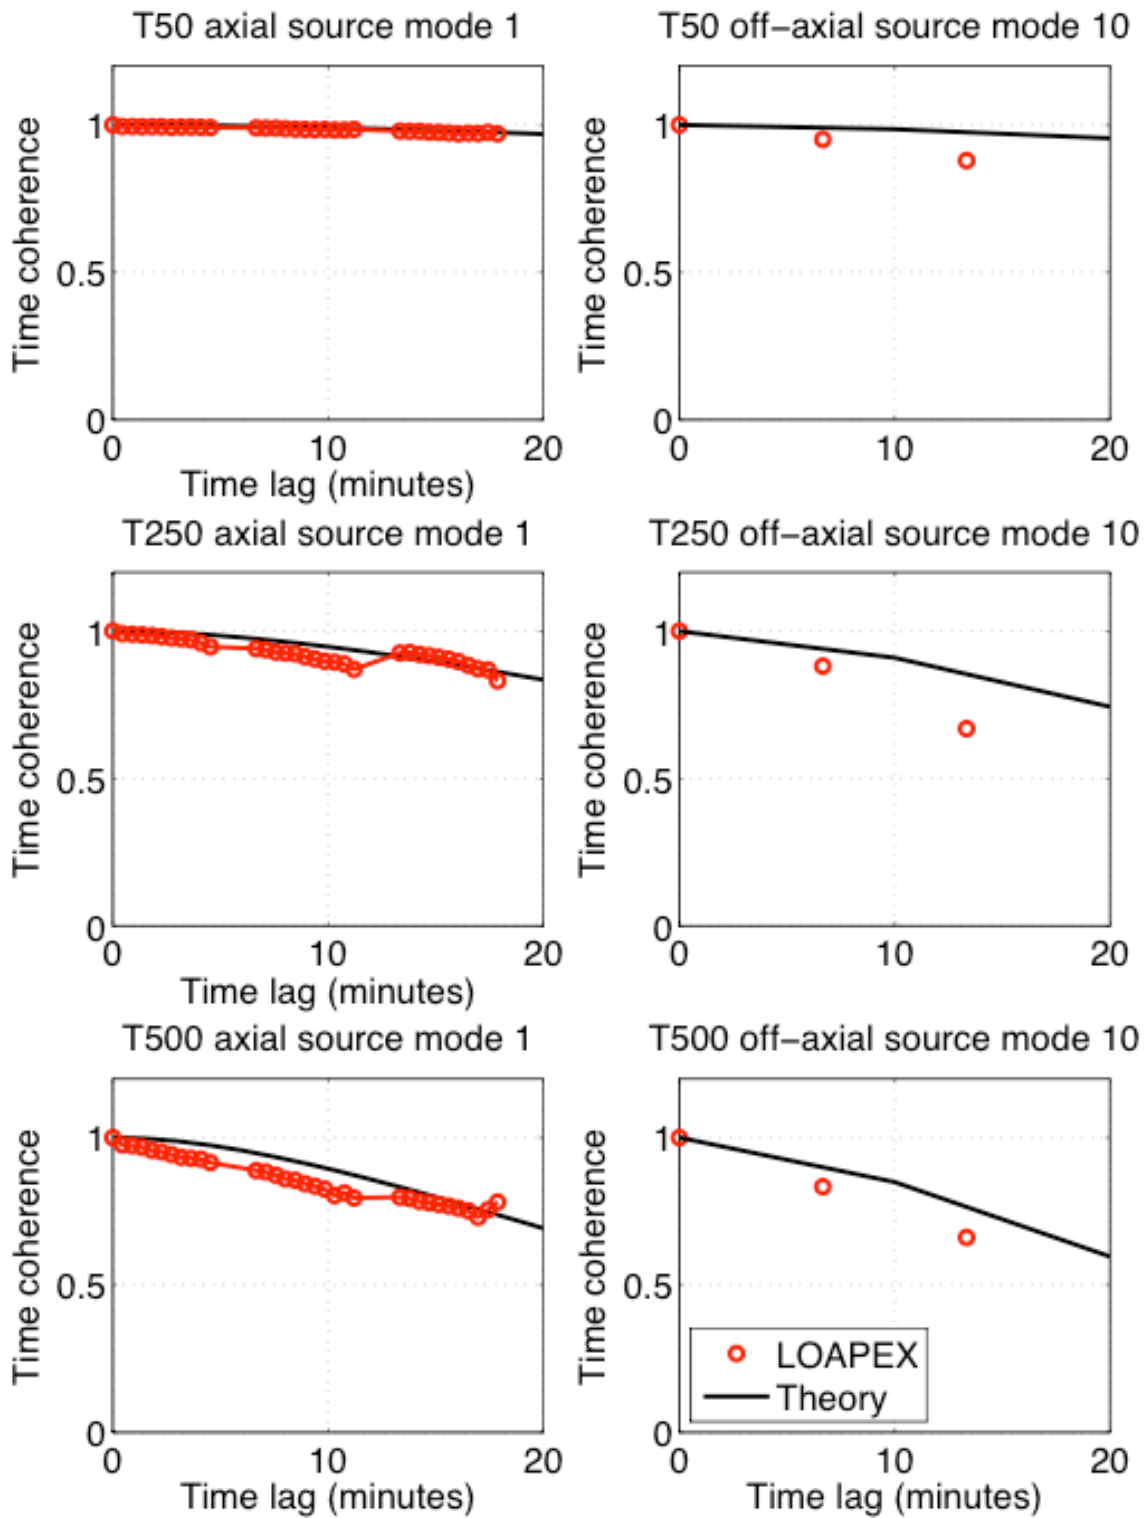 T50 axial source mode 1
Time coherence
1
0.5
0
0 10 20
Time lag (minutes)
T50 off−axial source mode 10
Time coherence
1
0.5
0
0 10 20
T250 axial source mode 1
Time coherence
1
0.5
0
0 10 20
Time lag (minutes)
T250 off−axial source mode 10
Time coherence
1
0.5
0
0 10 20
T500 axial source mode 1
Time coherence
1
0.5
0
0 10 20
Time lag (minutes)
T500 off−axial source mode 10
Time coherence
1
0.5
0
LOAPEX
Theory
0 10 20
Time lag (minutes)